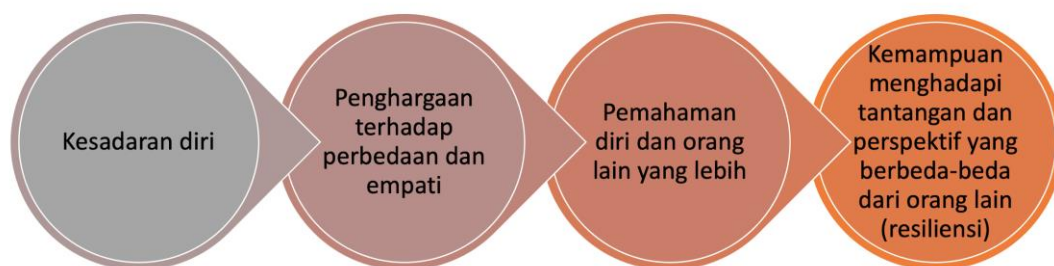 Kesadaran diri
Penghargaan
terhadap
perbedaan dan
empati
Pemahaman
diri dan orang
lain yang lebih
Kemampuan
menghadapi
tantangan dan
perspektif yang
berbeda-beda
dari orang lain
(resiliensi)